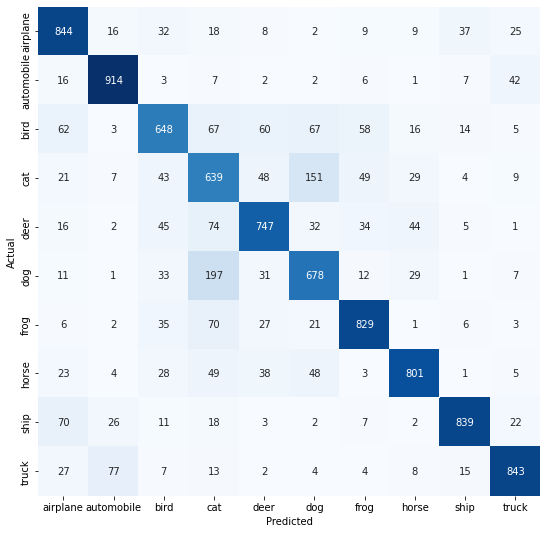 airplane 844 16 32 18 8 2 9 9 37 25
automobile 16 914 3 7 2 2 6 1 7 42
bird 62 3 648 67 60 67 58 16 14 5
cat 21 7 43 639 48 151 49 29 4 9
deer 16 2 45 74 747 32 34 44 5 1
Actual
dog 11 1 33 197 31 678 12 29 1 7
frog 6 2 35 70 27 21 829 1 6 3
horse 23 4 28 49 38 48 3 801 1 5
ship 70 26 11 18 3 2 7 2 839 22
truck 27 77 7 13 2 4 4 8 15 843
airplane automobile bird cat deer dog frog horse ship truck
Predicted